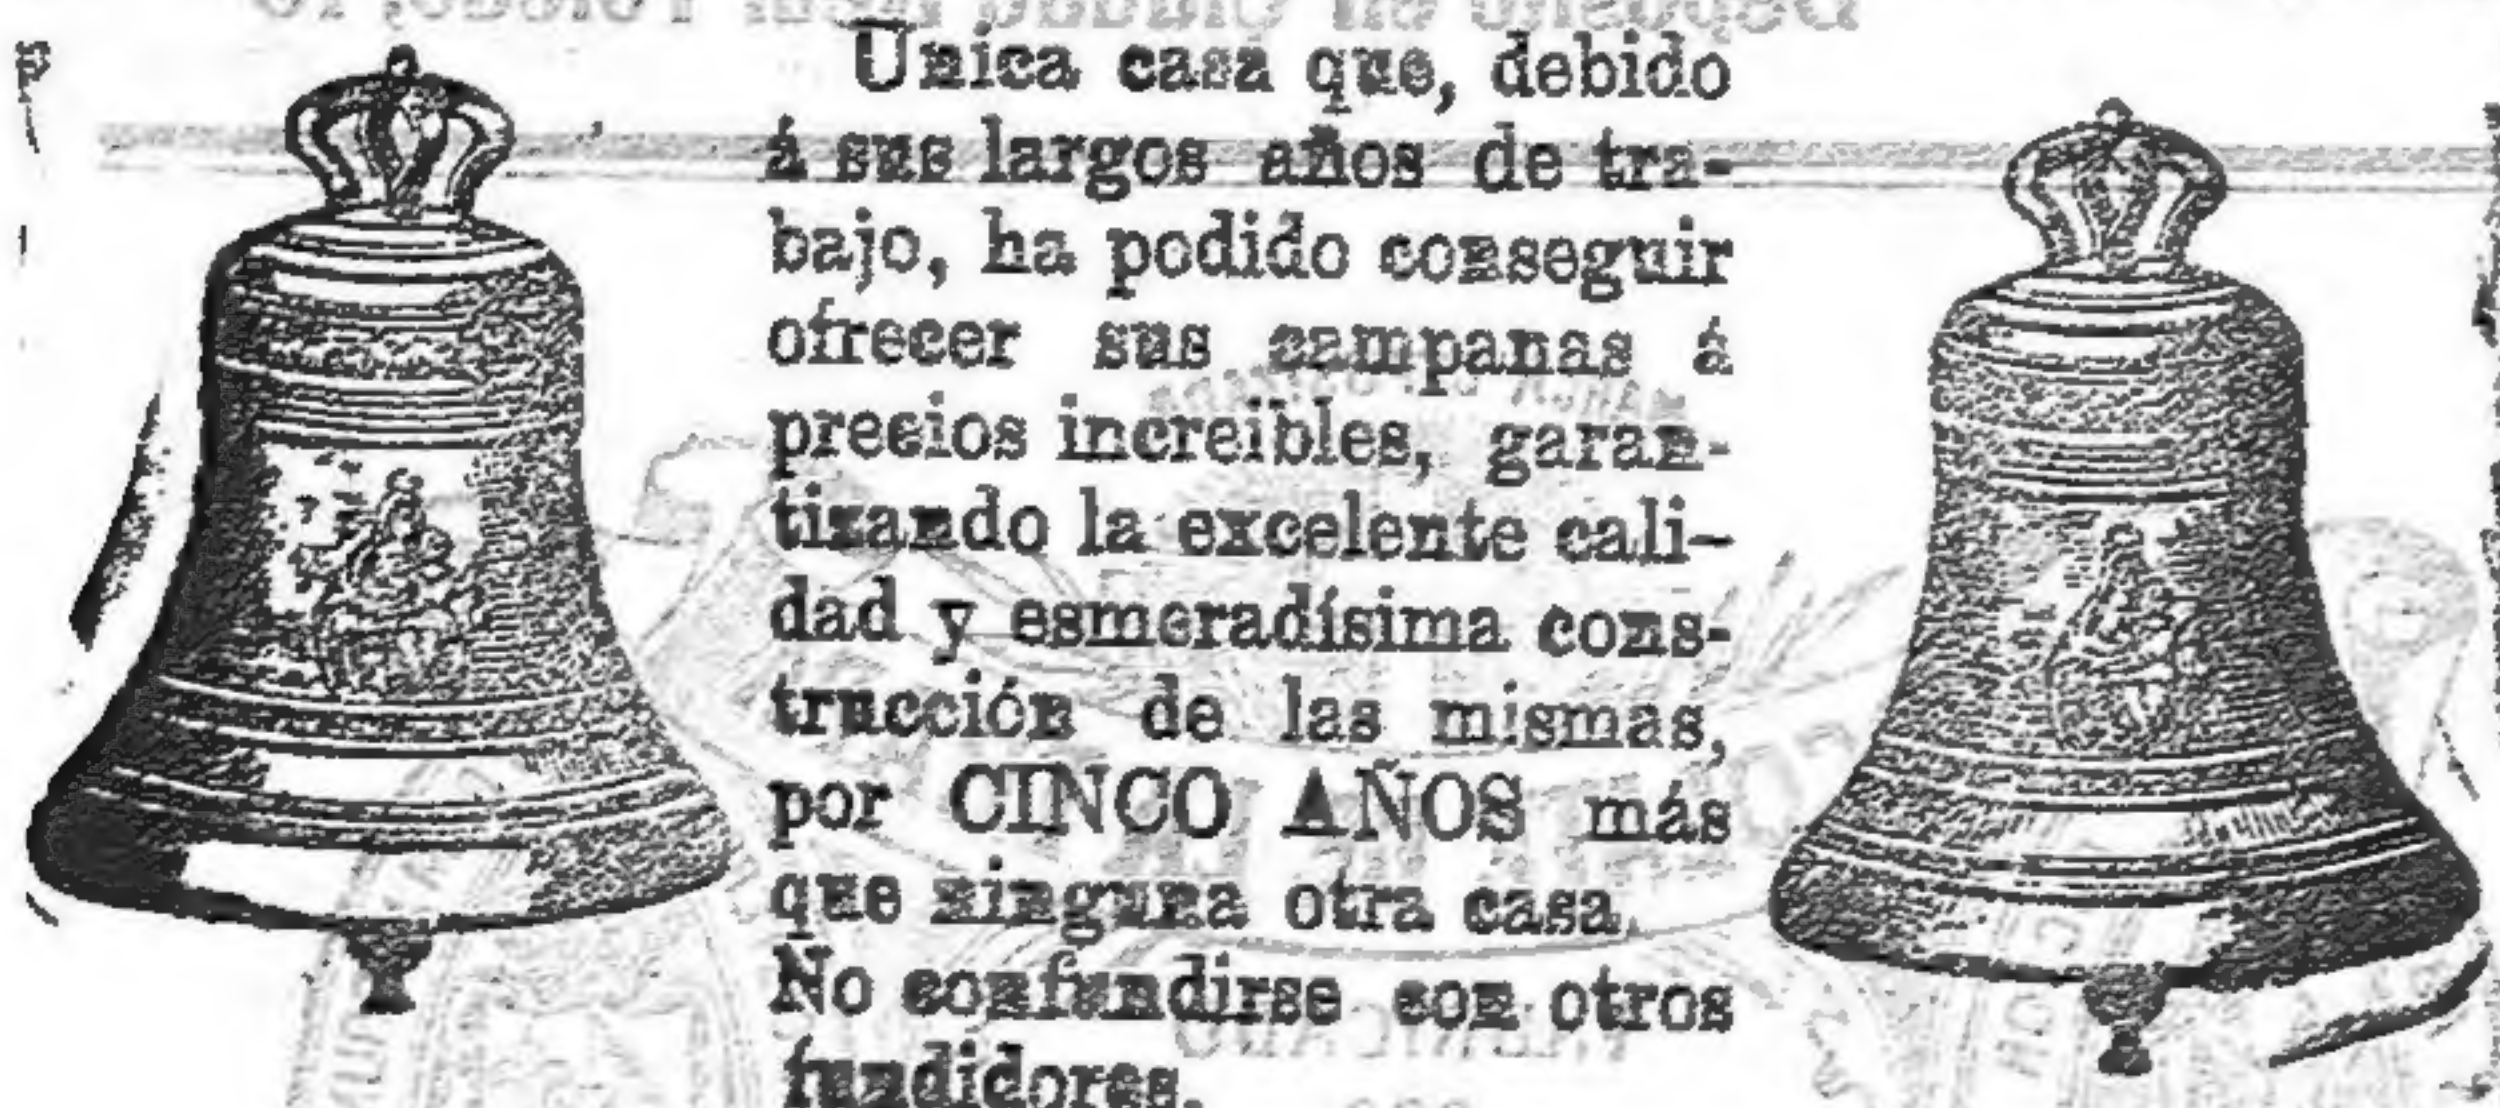 Unica casa que, debido
á sus largos años de tra-
bajo, ha podido conseguir
ofrecer sus campanas á
precios increibles, garan-
tizando la excelente cali-
dad y esmeradísima cons-
trucción de las mismas,
por CINCO AÑOS más
que ninguna otra casa.
No confundirse con otros
fundidores.